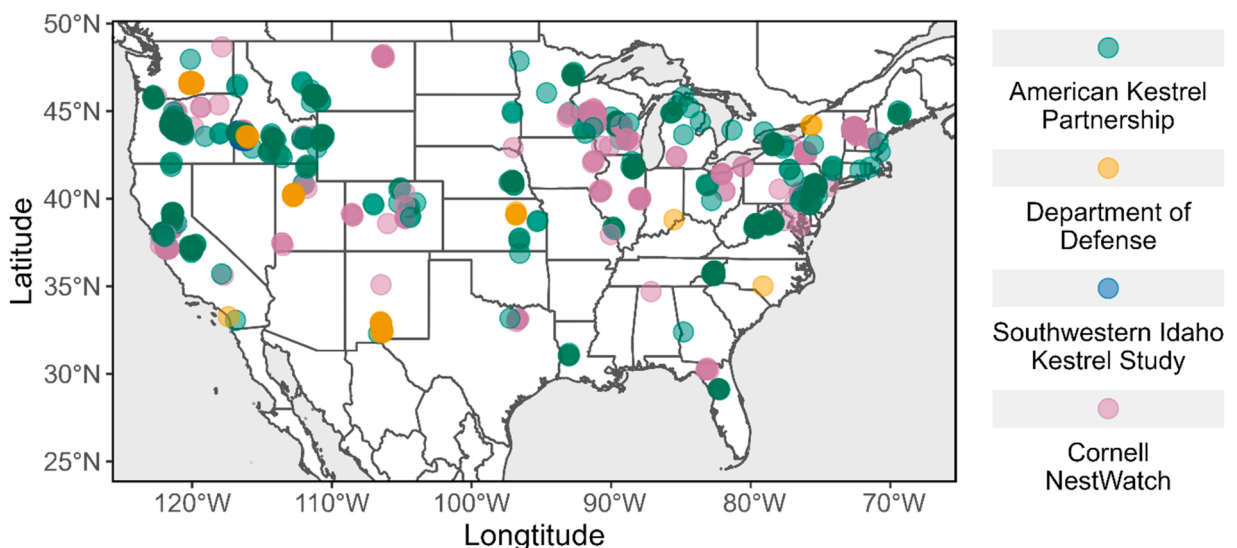 50°N
45°N
40°N
35°N
30°N
25°N
Latitude
120°W 110°W 100°W 90°W 80°W 70°W
Longtitude
American Kestrel
Partnership
Department of
Defense
Southwestern Idaho
Kestrel Study
Cornell
NestWatch